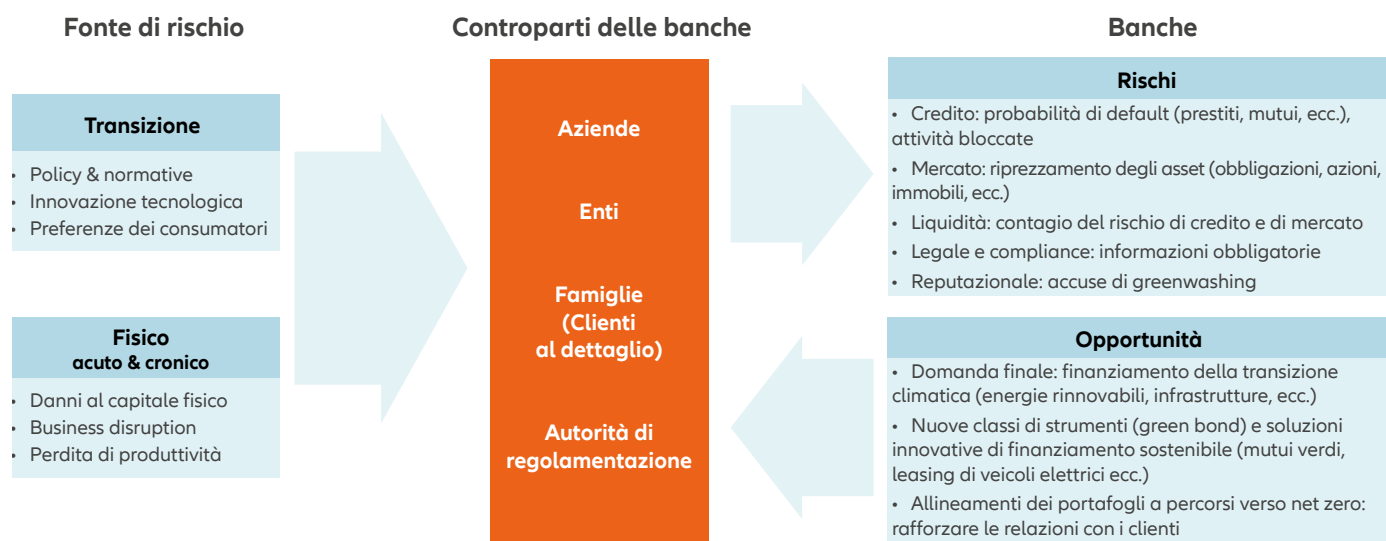 Fonte di rischio
Controparti delle banche
Banche
Transizione
• Policy & normative
• Innovazione tecnologica
• Preferenze dei consumatori
Fisico
acuto & cronico
• Danni al capitale fisico
• Business disruption
• Perdita di produttività
Aziende
Enti
Famiglie
(Clienti
al dettaglio)
Autorità di
regolamentazione
Rischi
• Credito: probabilità di default (prestiti, mutui, ecc.),
attività bloccate
• Mercato: riprezzamento degli asset (obbligazioni, azioni,
immobili, ecc.)
• Liquidità: contagio del rischio di credito e di mercato
• Legale e compliance: informazioni obbligatorie
• Reputazionale: accuse di greenwashing
Opportunità
• Domanda finale: finanziamento della transizione
climatica (energie rinnovabili, infrastrutture, ecc.)
• Nuove classi di strumenti (green bond) e soluzioni
innovative di finanziamento sostenibile (mutui verdi,
leasing di veicoli elettrici ecc.)
• Allineamenti dei portafogli a percorsi verso net zero:
rafforzare le relazioni con i clienti